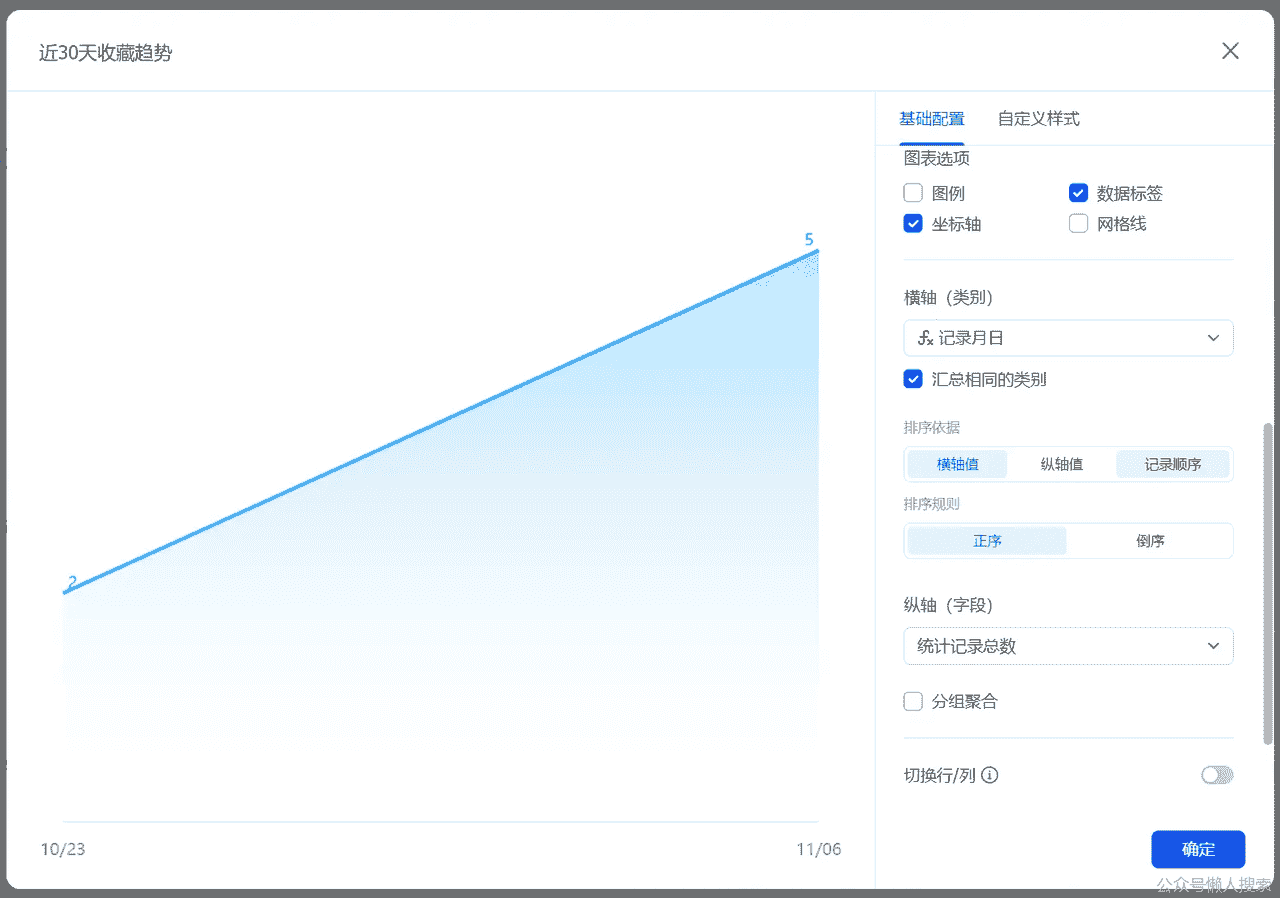 近30天收藏趋势
5
2
10/23
11/06
基础配置
自定义样式
图表选项
图例
数据标签
坐标轴
网格线
横轴（类别）
fx 记录月日
汇总相同的类别
排序依据
横轴值
纵轴值
记录顺序
排序规则
正序
倒序
纵轴（字段）
统计记录总数
分组聚合
切换行/列
确定
公众号懒人搜索